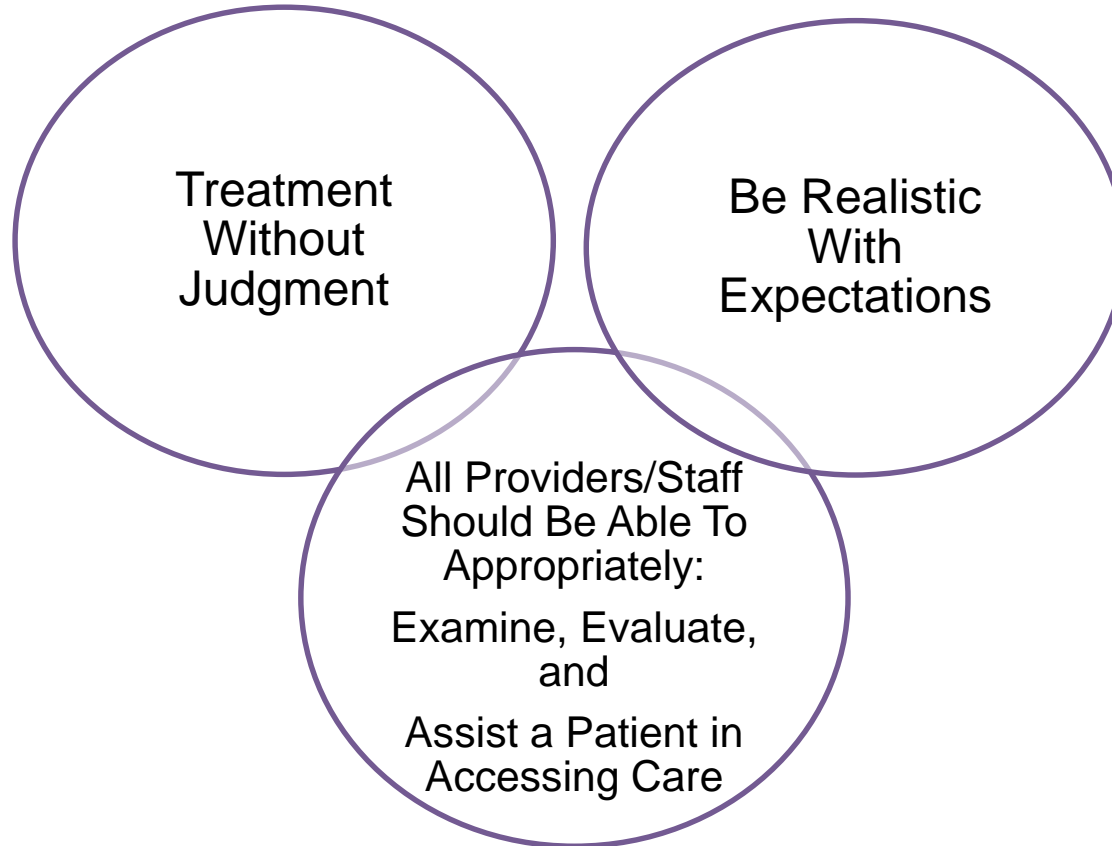 Treatment
Without
Judgment
Be Realistic
With
Expectations
All Providers/Staff
Should Be Able To
Appropriately:
Examine, Evaluate,
and
Assist a Patient in
Accessing Care